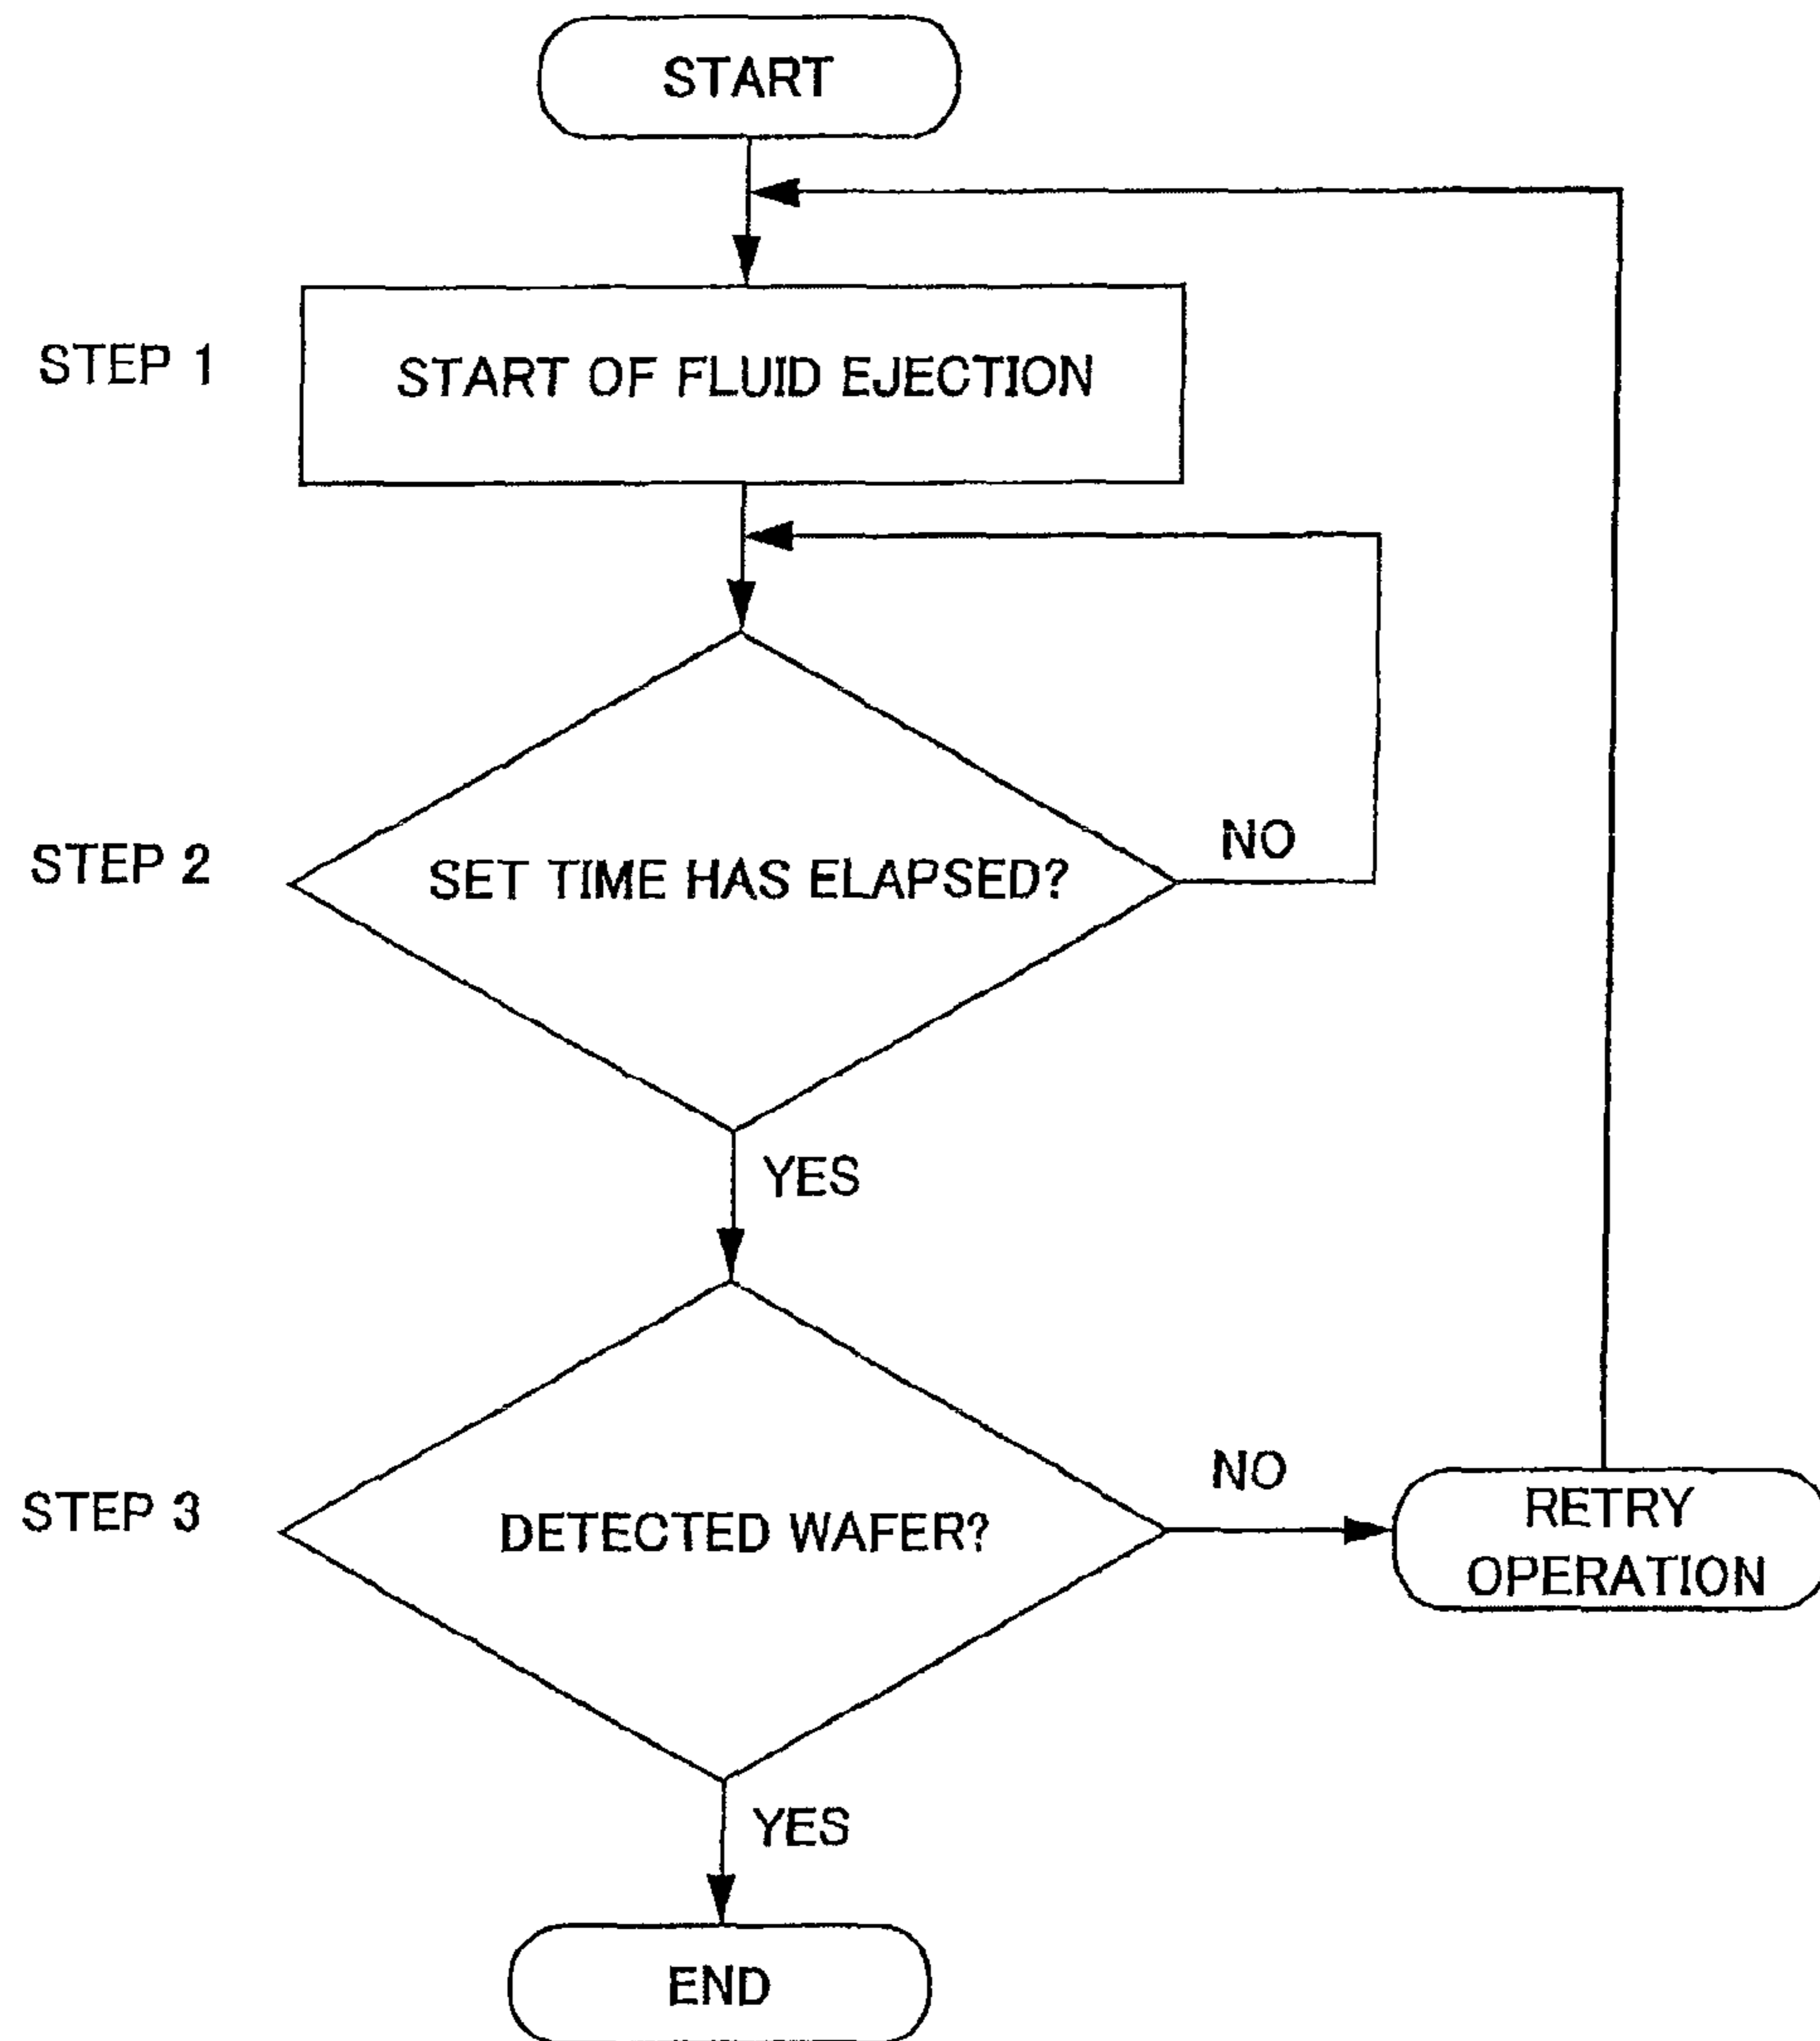 START
STEP 1
START OF FLUID EJECTION
STEP 2
SET TIME HAS ELAPSED?
NO
YES
STEP 3
DETECTED WAFER?
NO
RETRY
OPERATION
YES
END